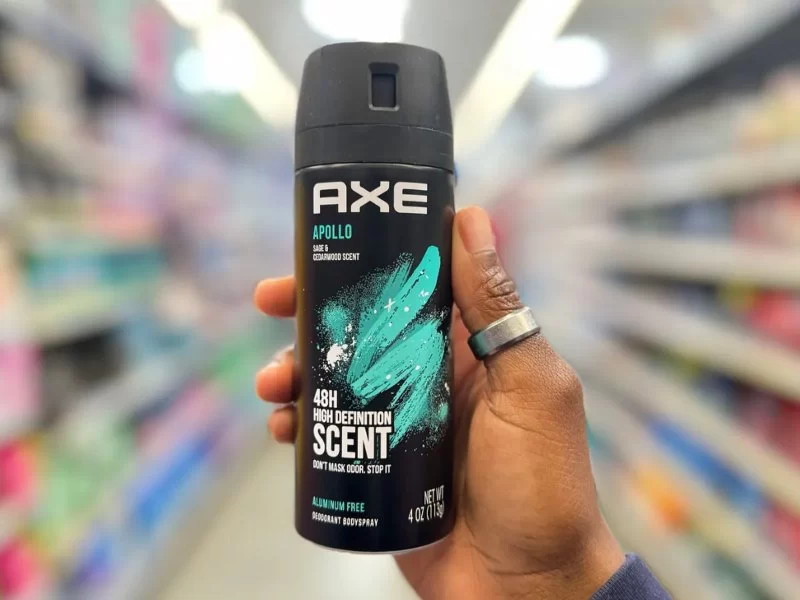 AXE
APOLLO
SAGE &
CEDARWOOD SCENT
48H
HIGH DEFINITION
SCENT
DON'T MASK ODOR. STOP IT
ALUMINUM FREE
DEODORANT BODYSPRAY
NET WT
4 OZ (113g)